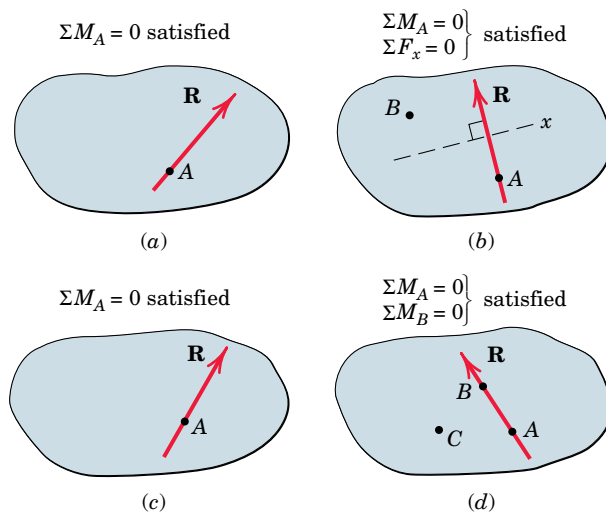 ΣM_A = 0 satisfied
ΣM_A = 0
ΣF_x = 0
satisfied
R
A
B
R
x
A
(a)
(b)
ΣM_A = 0 satisfied
ΣM_A = 0
ΣM_B = 0
satisfied
R
A
R
B
A
C
(c)
(d)